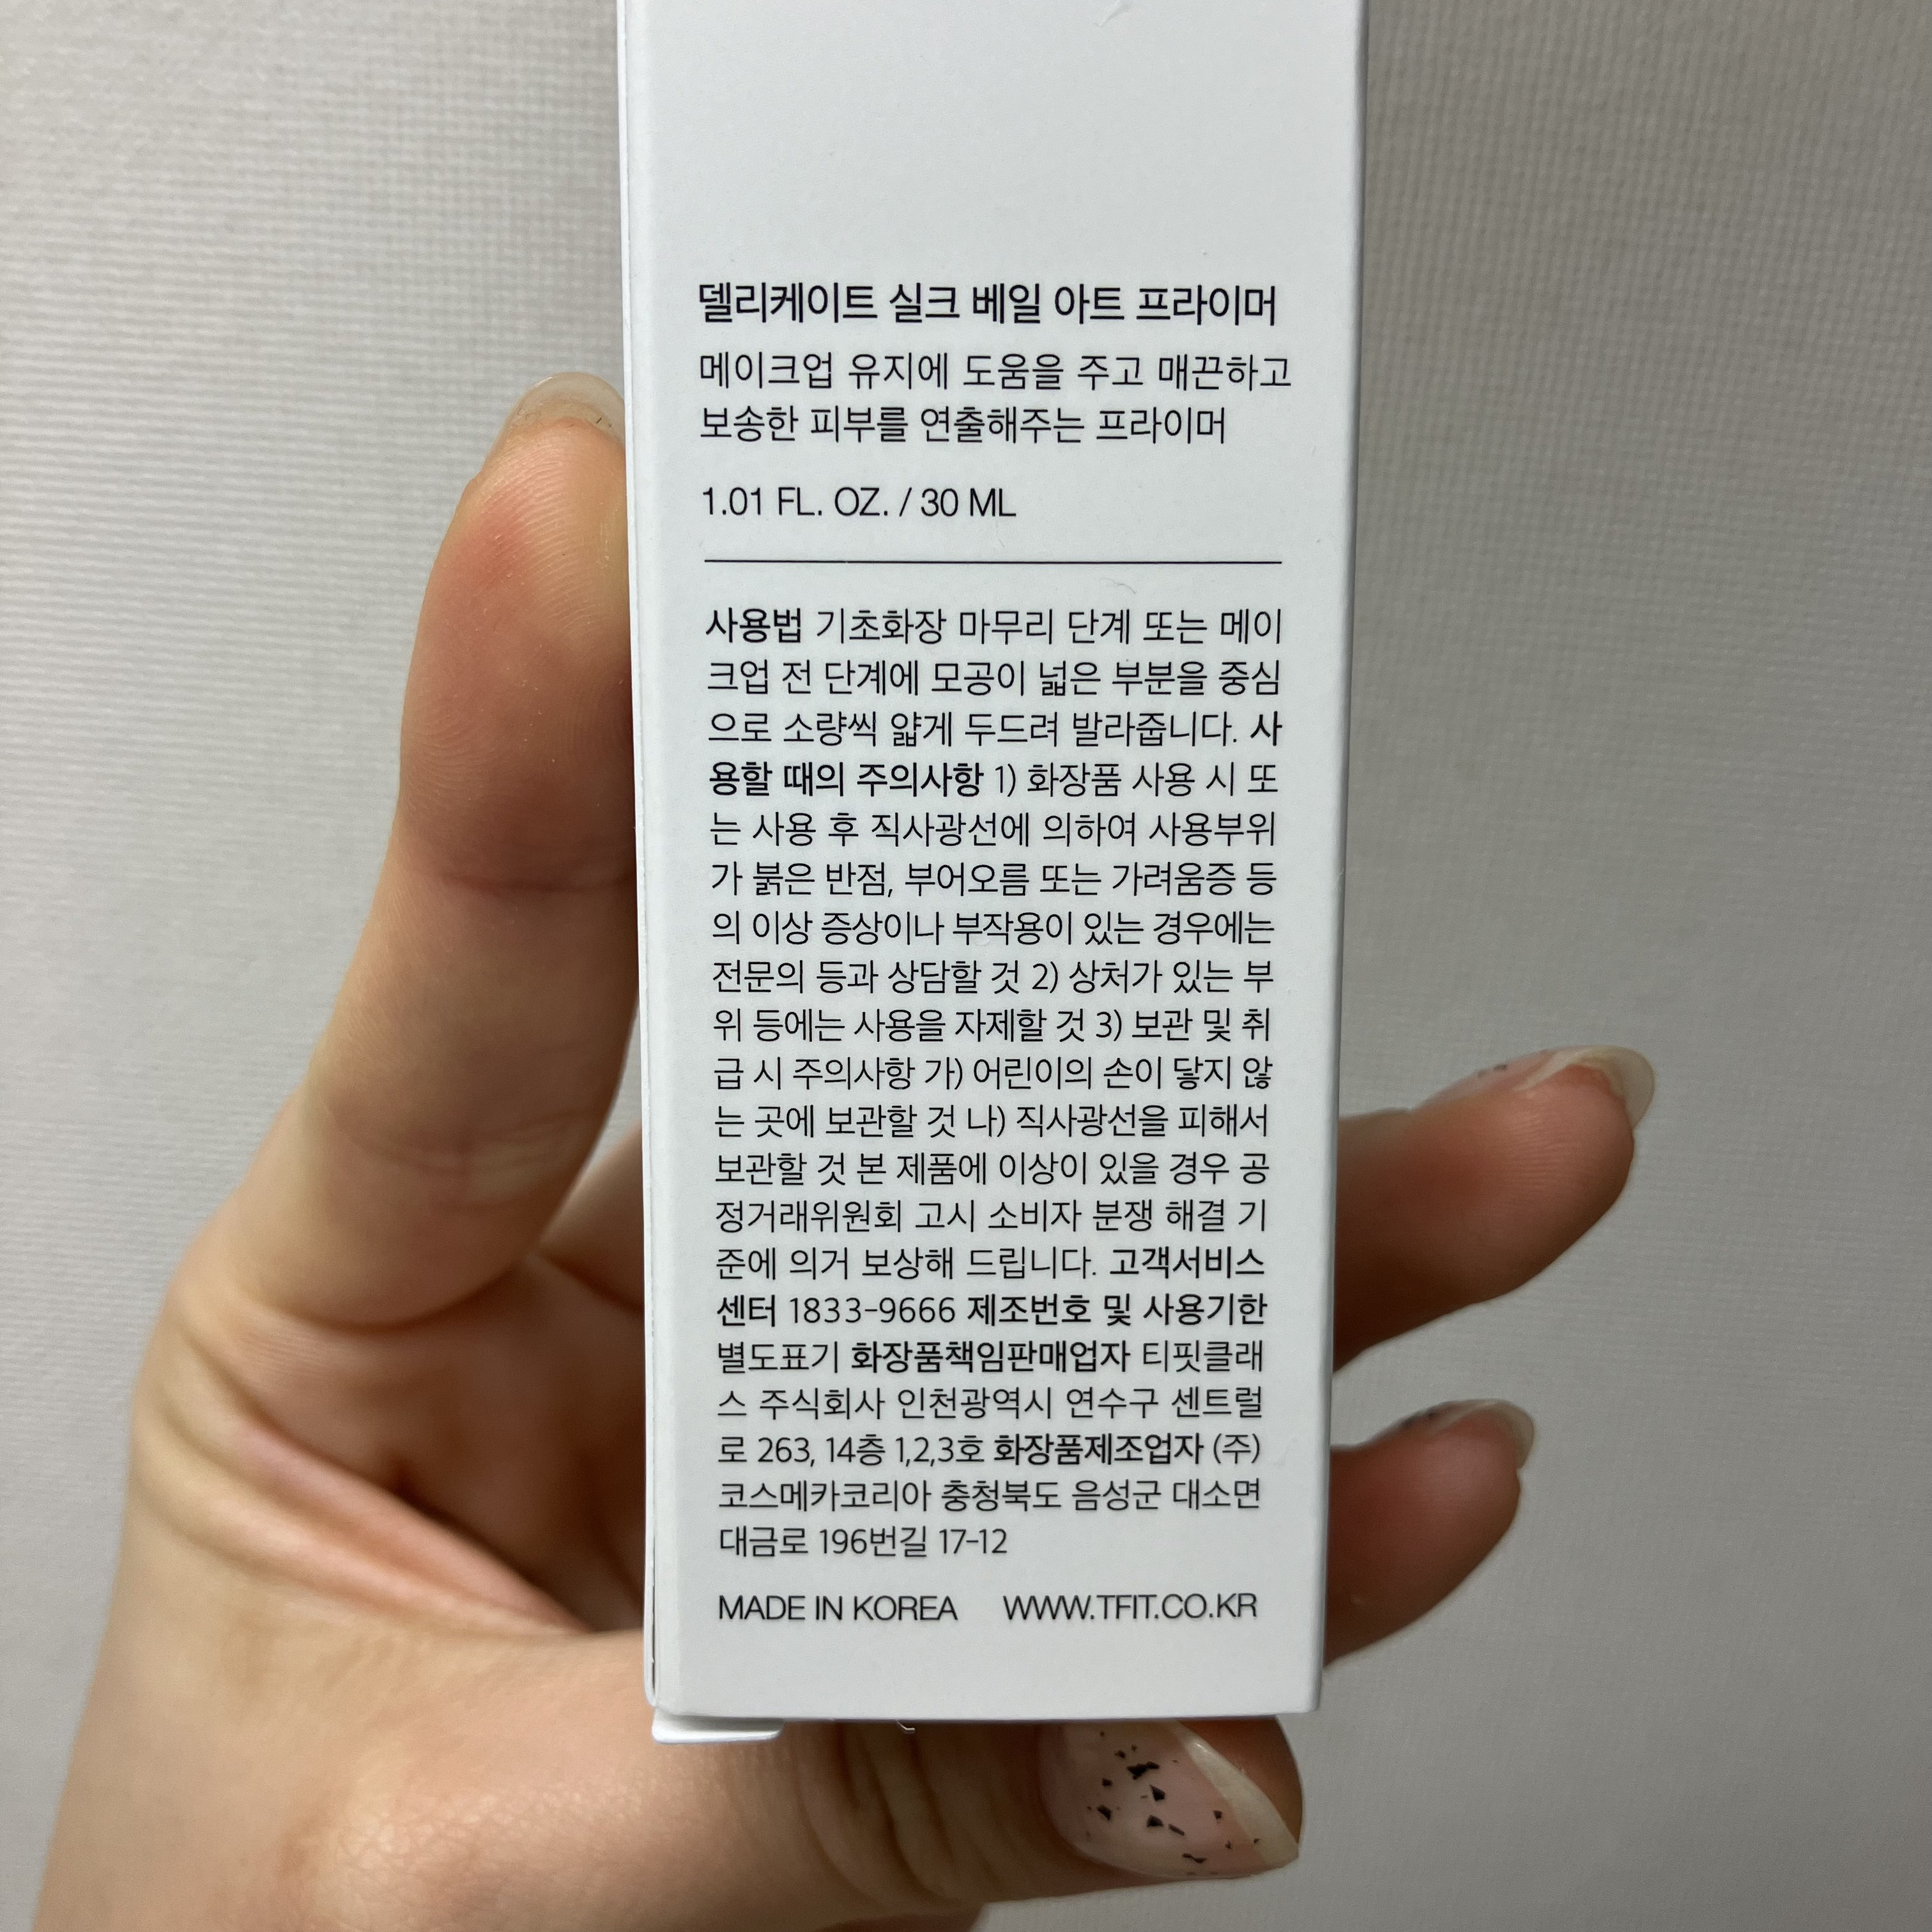 델리케이트 실크 베일 아트 프라이머
메이크업 유지에 도움을 주고 매끈하고
보송한 피부를 연출해주는 프라이머
1.01 FL. OZ. / 30 ML
사용법 기초화장 마무리 단계 또는 메이
크업 전 단계에 모공이 넓은 부분을 중심
으로 소량씩 얇게 두드려 발라줍니다. 사
용할 때의 주의사항 1) 화장품 사용 시 또
는 사용 후 직사광선에 의하여 사용부위
가 붉은 반점, 부어오름 또는 가려움증 등
의 이상 증상이나 부작용이 있는 경우에는
전문의 등과 상담할 것 2) 상처가 있는 부
위 등에는 사용을 자제할 것 3) 보관 및 취
급 시 주의사항 가) 어린이의 손이 닿지 않
는 곳에 보관할 것 나) 직사광선을 피해서
보관할 것 본 제품에 이상이 있을 경우 공
정거래위원회 고시 소비자 분쟁 해결 기
준에 의거 보상해 드립니다. 고객서비스
센터 1833-9666 제조번호 및 사용기한
별도표기 화장품책임판매업자 티핏클래
스 주식회사 인천광역시 연수구 센트럴
로 263, 14층 1,2,3호 화장품제조업자 (주)
코스메카코리아 충청북도 음성군 대소면
대금로 196번길 17-12
MADE IN KOREA WWW.TFIT.CO.KR